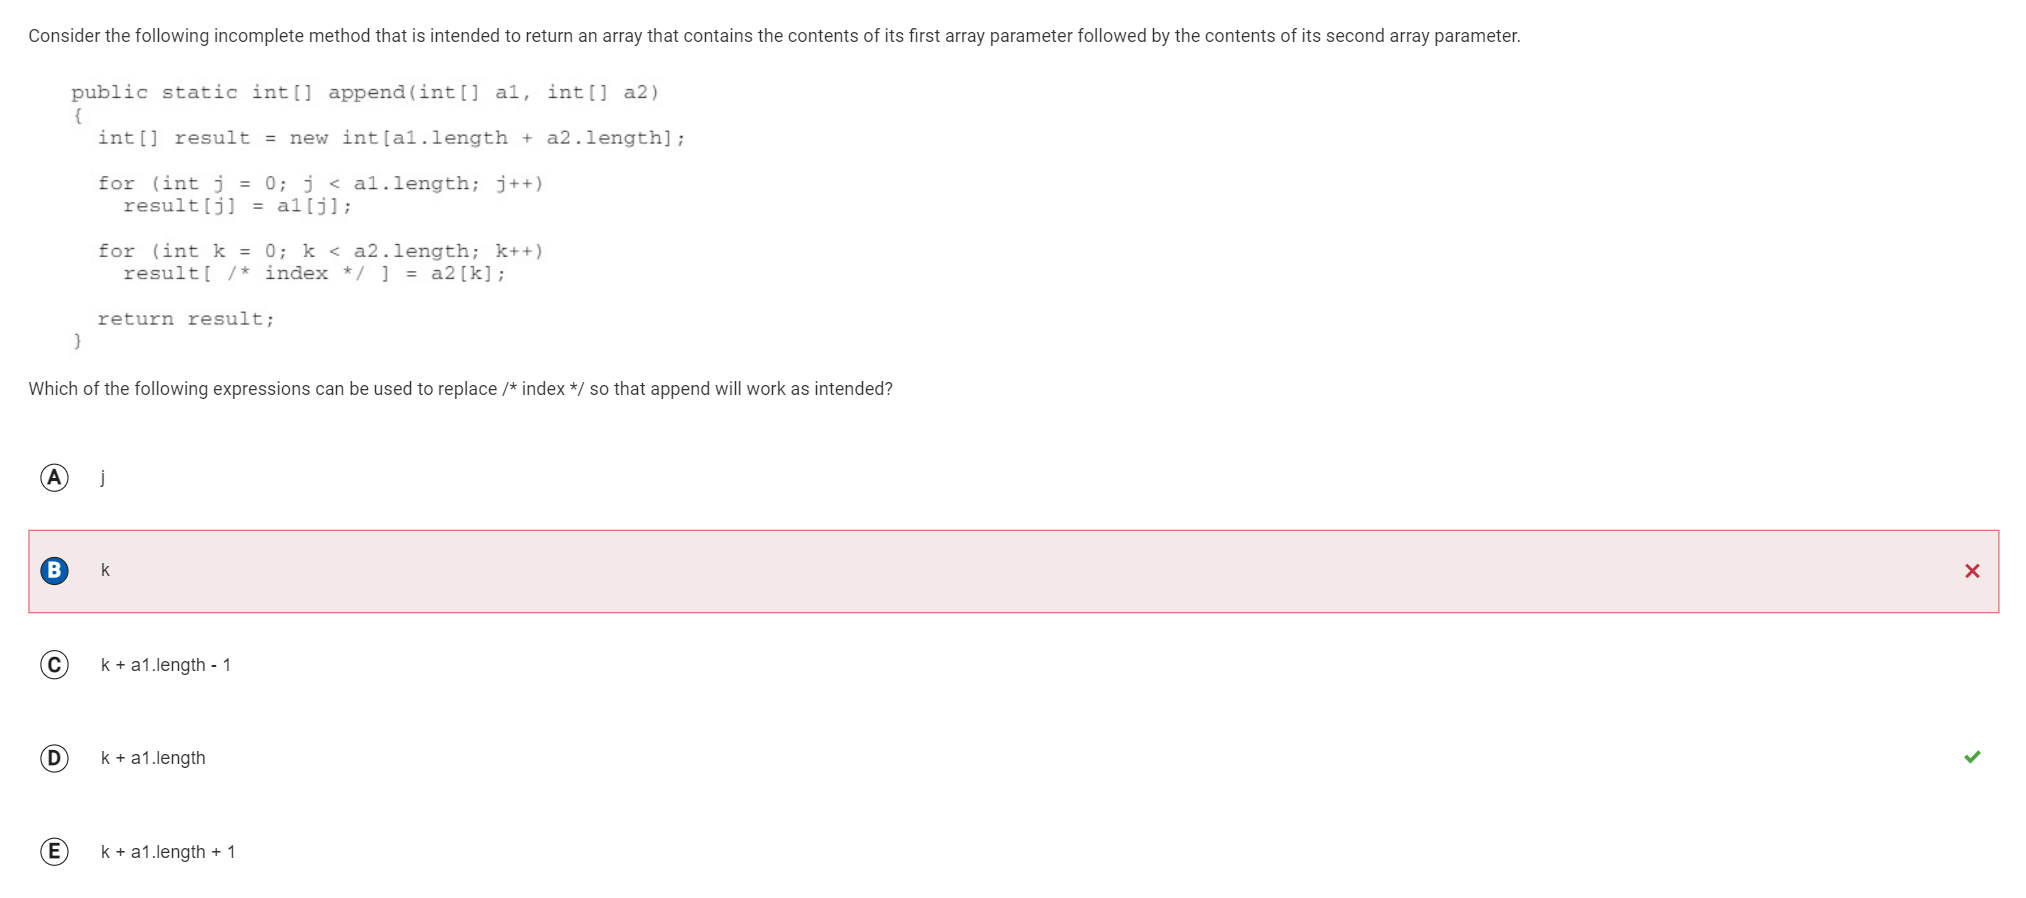 Consider the following incomplete method that is intended to return an array that contains the contents of its first array parameter followed by the contents of its second array parameter.
public static int[] append(int[] a1, int[] a2)
{
int[] result = new int[a1.length + a2.length];
for (int j = 0; j < a1.length; j++)
result[j] = a1[j];
for (int k = 0; k < a2.length; k++)
result[ /* index */ ] = a2[k];
return result;
}
Which of the following expressions can be used to replace /* index */ so that append will work as intended?
A j
B k
C k + a1.length - 1
D k + a1.length
E k + a1.length + 1